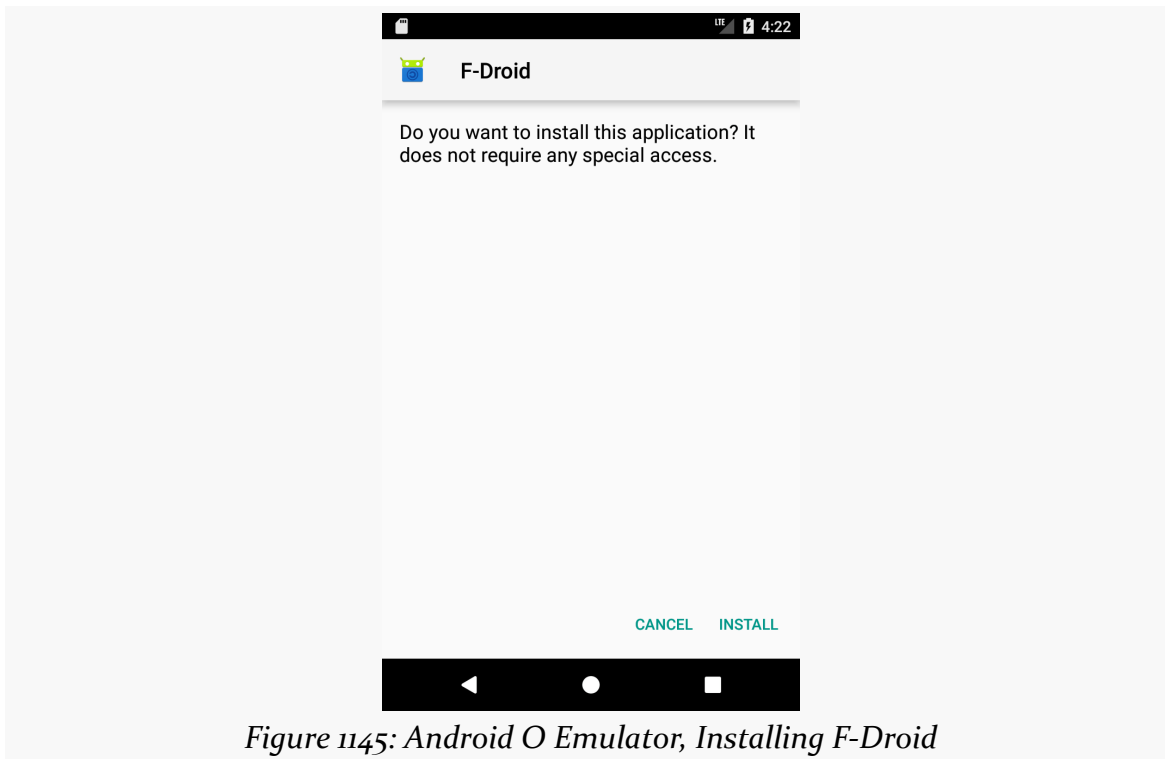 LTE 4:22
F-Droid
Do you want to install this application? It
does not require any special access.
CANCEL INSTALL
Figure 1145: Android O Emulator, Installing F-Droid